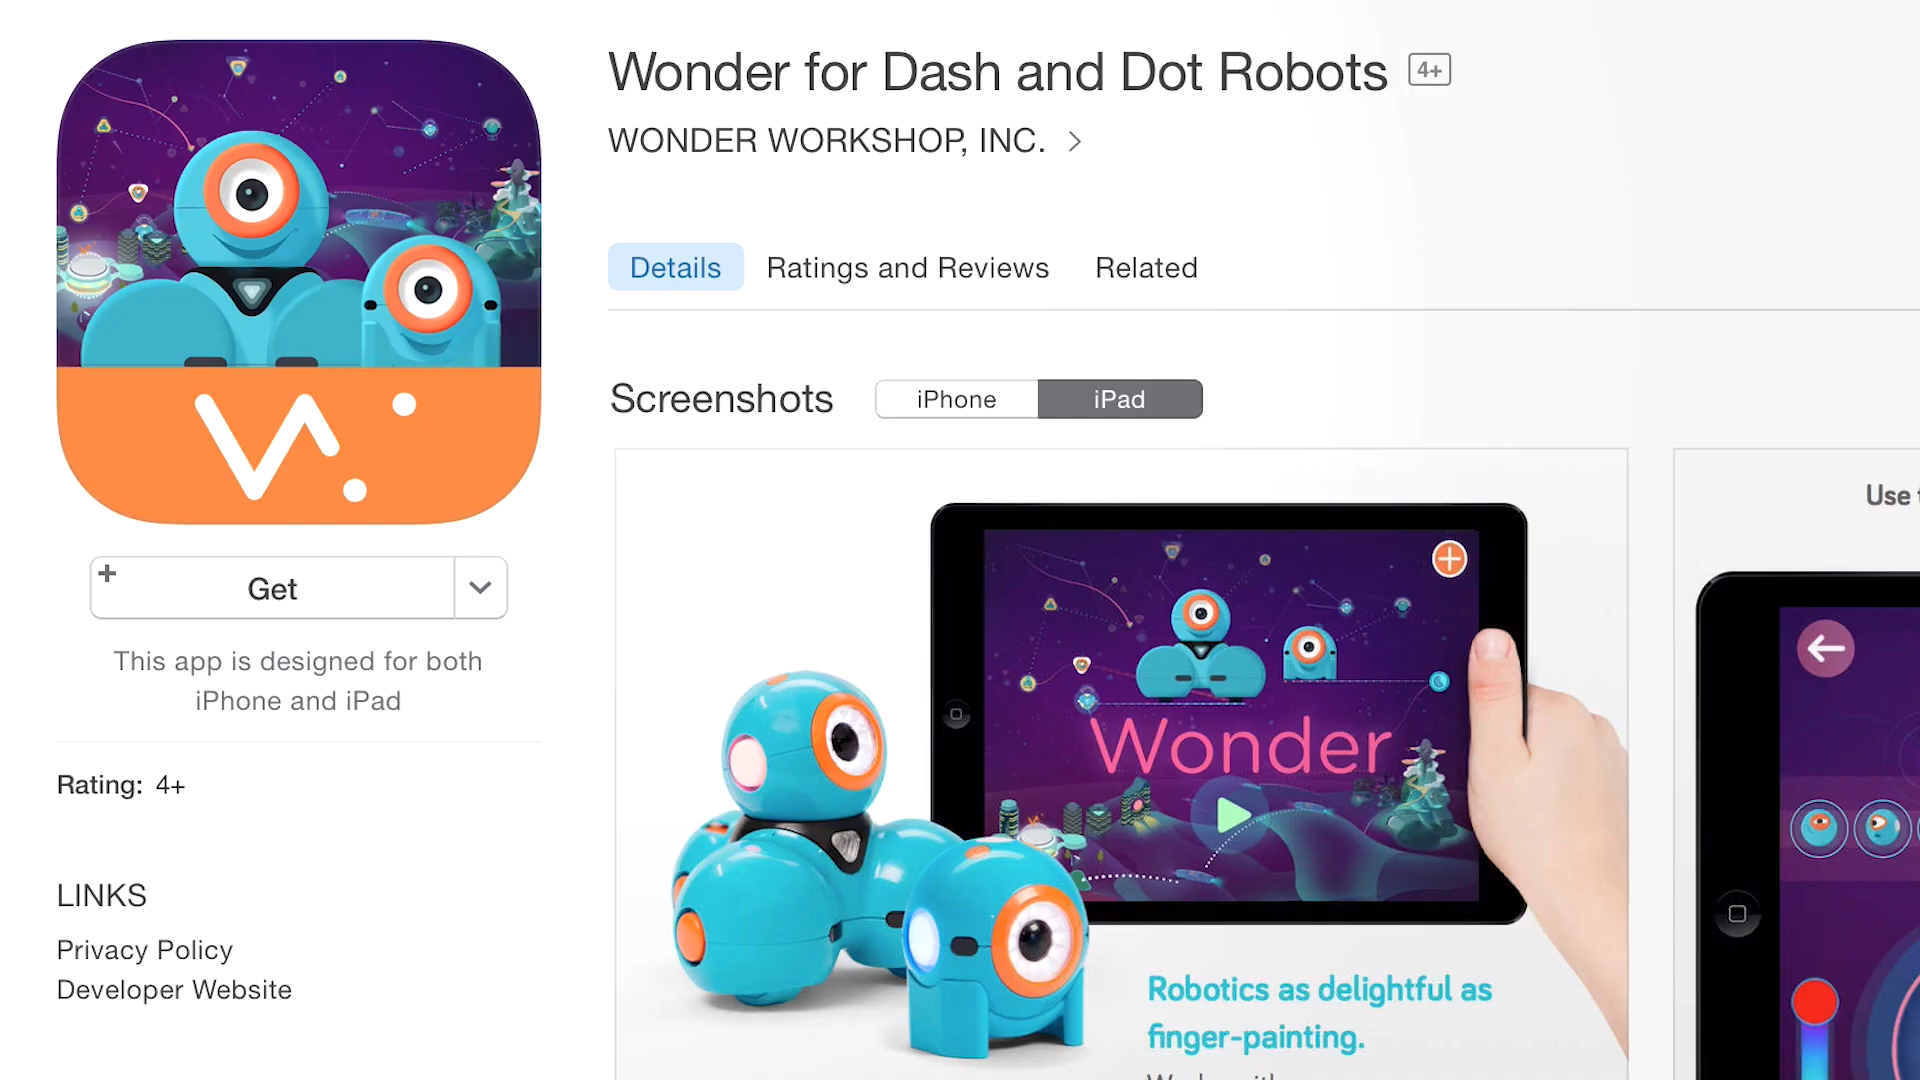 Wonder for Dash and Dot Robots 4+
WONDER WORKSHOP, INC. >
Details Ratings and Reviews Related
Screenshots iPhone iPad
+ Get
This app is designed for both
iPhone and iPad
Rating: 4+
LINKS
Privacy Policy
Developer Website
Wonder
Robotics as delightful as
finger-painting.
Use